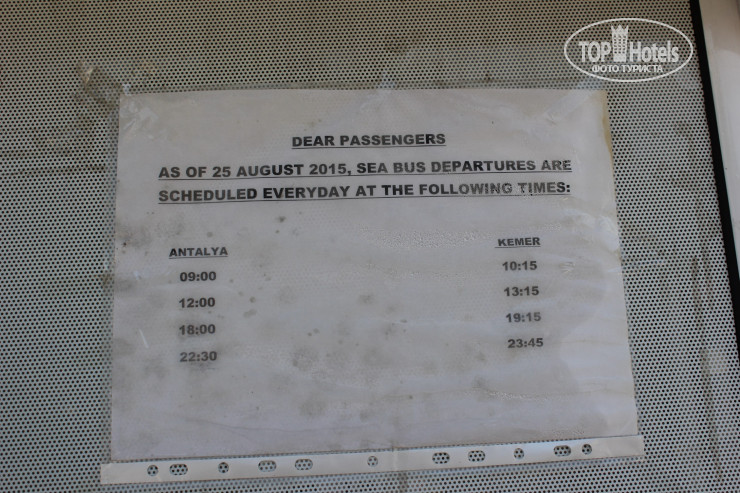 TOP Hotels
ФОТО ТУРИСТА
DEAR PASSENGERS
AS OF 25 AUGUST 2015, SEA BUS DEPARTURES ARE
SCHEDULED EVERYDAY AT THE FOLLOWING TIMES:
ANTALYA KEMER
09:00 10:15
12:00 13:15
18:00 19:15
22:30 23:45